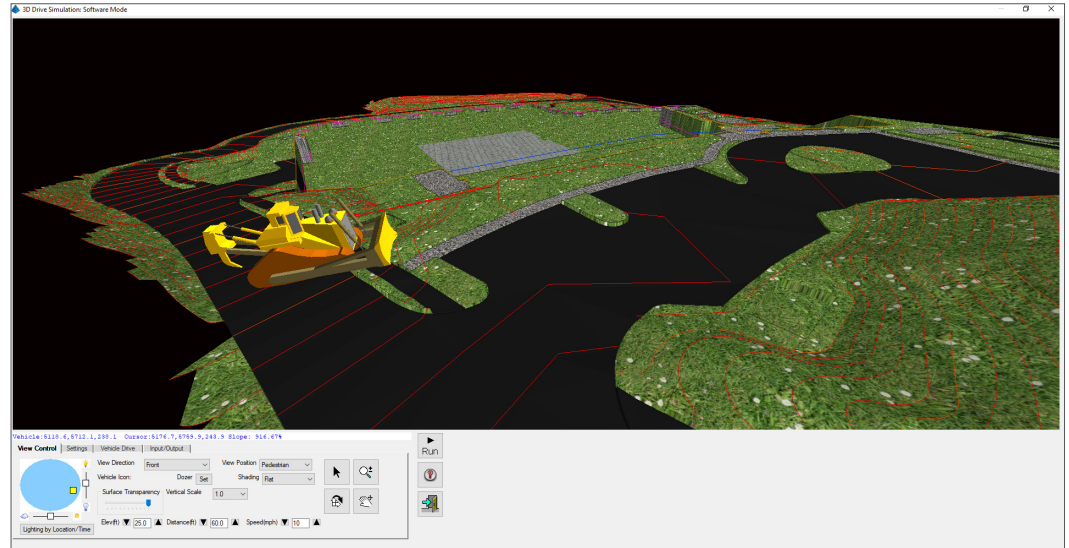 3D Drive Simulation: Software Mode
Vehicle:5118.6,5712.1,238.1 Cursor:5176.7,5759.9,243.9 Slope: 916.67%
View Control Settings Vehicle Drive Input/Output
Run
View Direction Front View Position Pedestrian
Vehicle Icon: Dozer Set Shading Flat
Surface Transparency Vertical Scale 1.0
Elev(ft) 25.0 Distance(ft) 60.0 Speed(mph) 10
Lighting by Location/Time